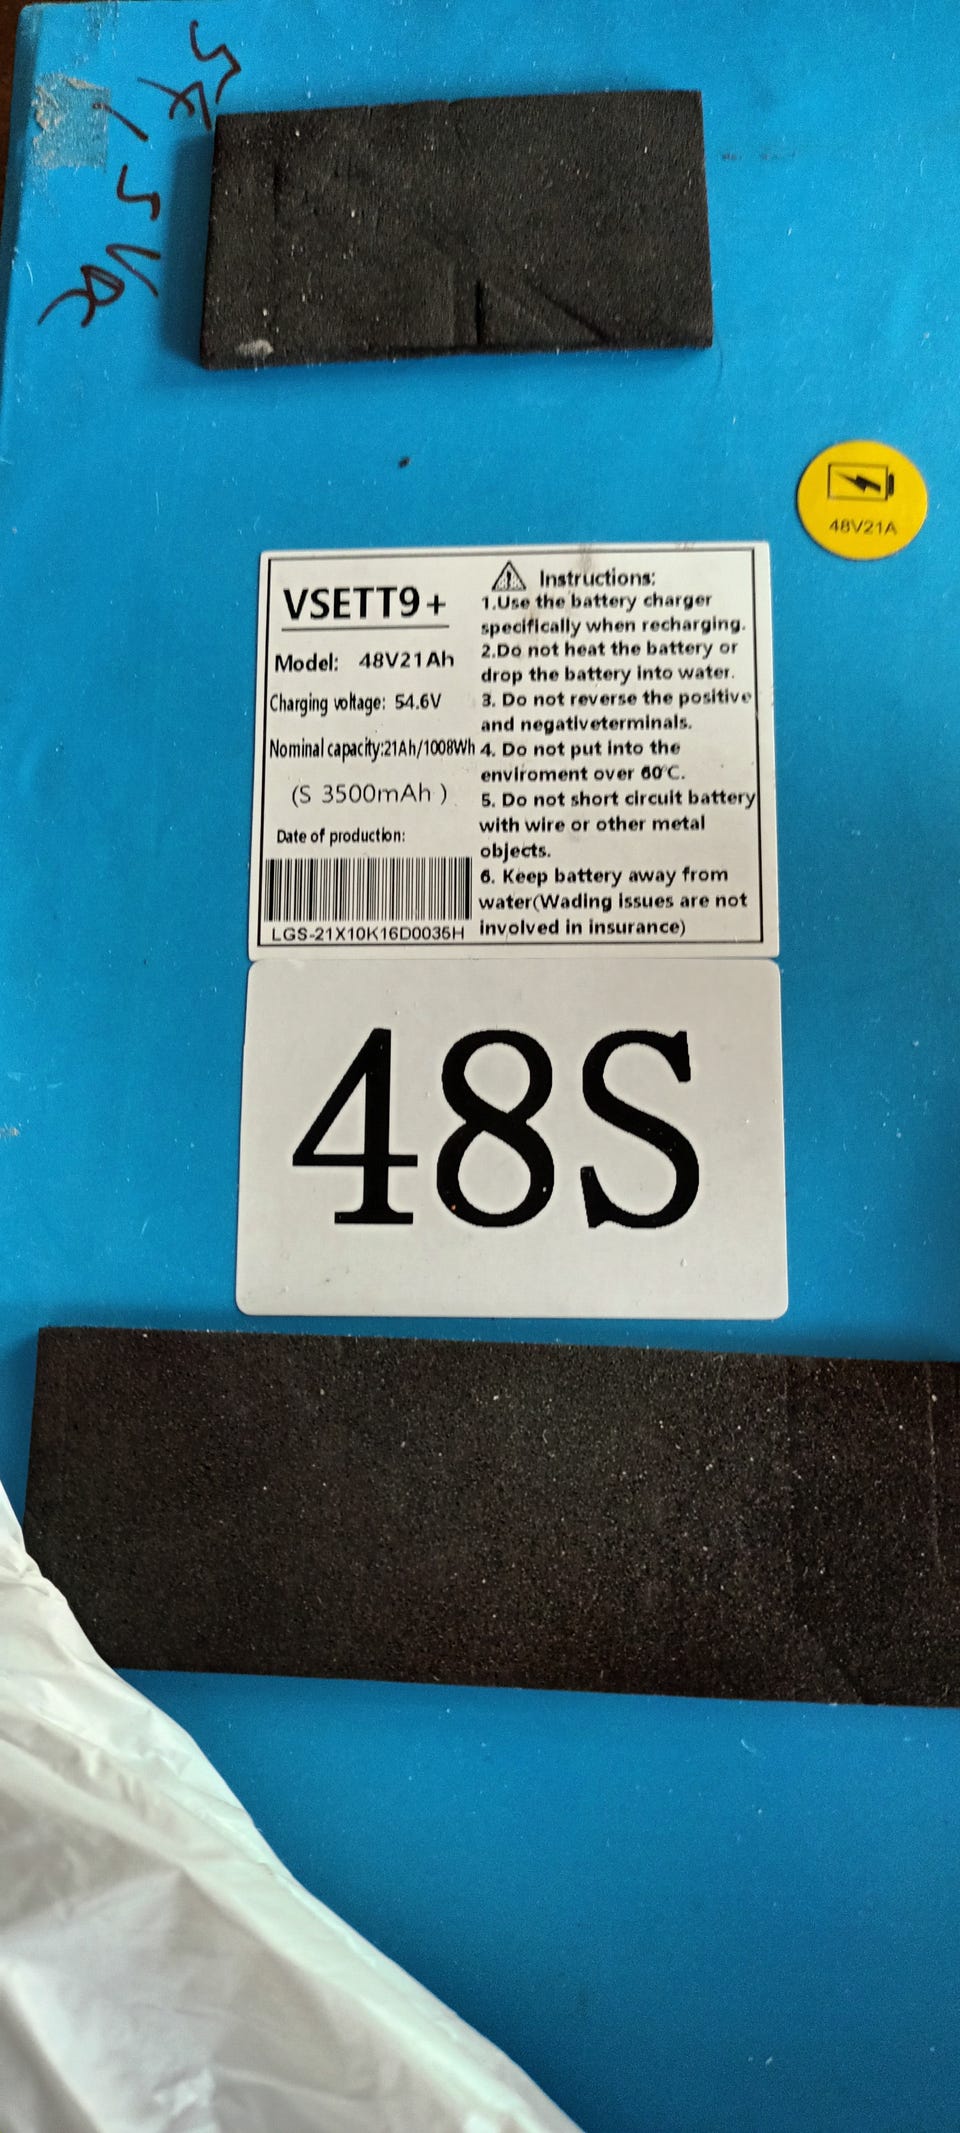 48V21A
VSETT9+
Model: 48V21Ah
Charging voltage: 54.6V
Nominal capacity:21Ah/1008Wh
(S 3500mAh )
Date of production:
LGS-21X10K16D0035H
Instructions:
1.Use the battery charger
specifically when recharging.
2.Do not heat the battery or
drop the battery into water.
3. Do not reverse the positive
and negativeterminals.
4. Do not put into the
enviroment over 60°C.
5. Do not short circuit battery
with wire or other metal
objects.
6. Keep battery away from
water(Wading issues are not
involved in insurance)
48S